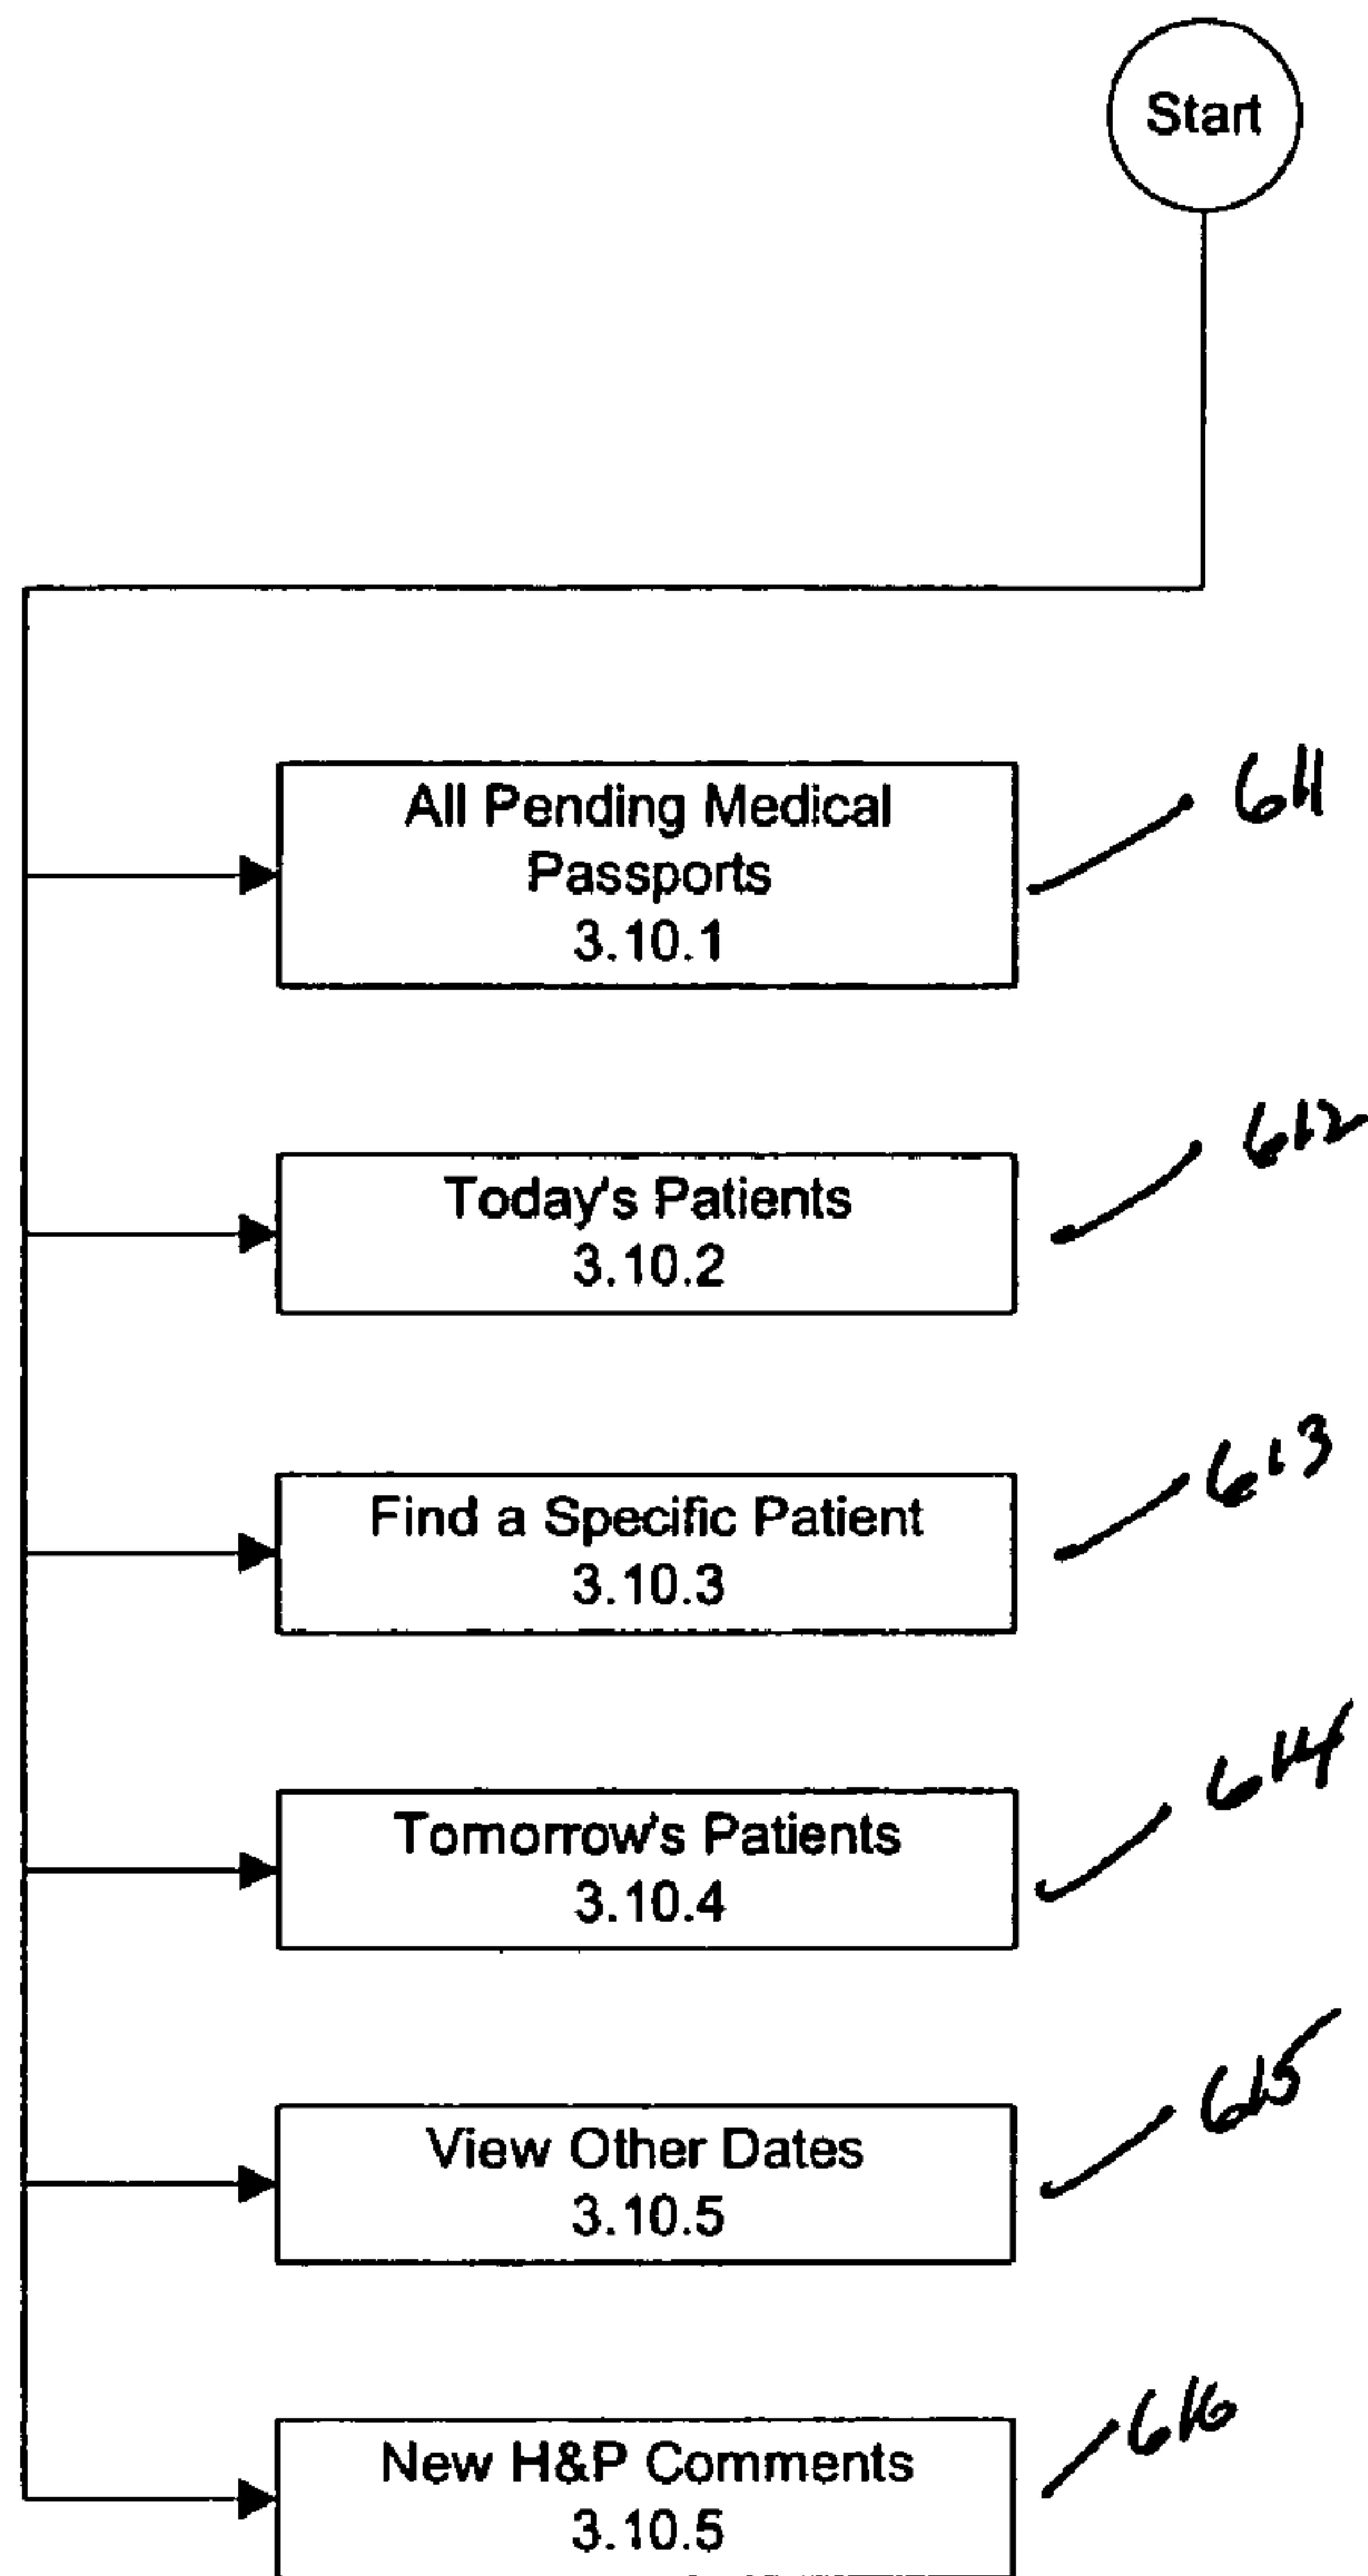 Start
All Pending Medical
Passports
3.10.1
611
Today's Patients
3.10.2
612
Find a Specific Patient
3.10.3
613
Tomorrow's Patients
3.10.4
614
View Other Dates
3.10.5
615
New H&P Comments
3.10.5
616